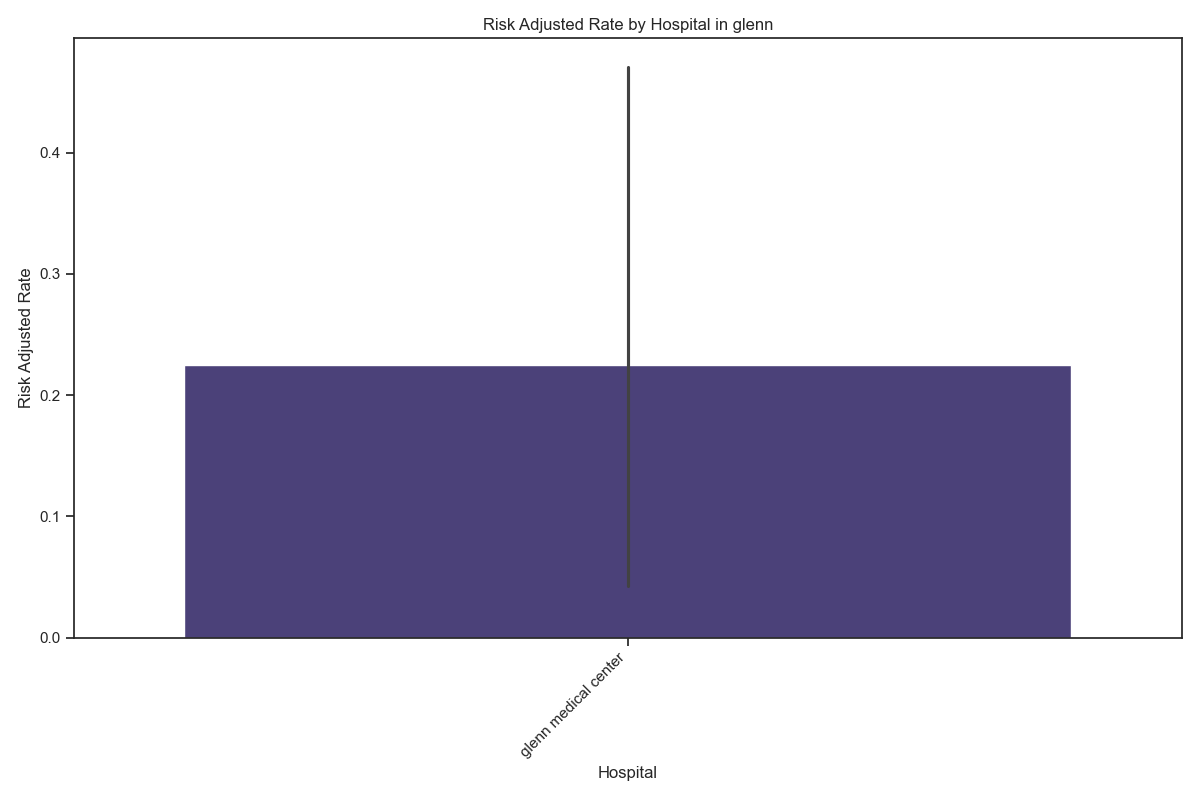 Risk Adjusted Rate by Hospital in glenn
Risk Adjusted Rate
0.4
0.3
0.2
0.1
0.0
glenn medical center
Hospital